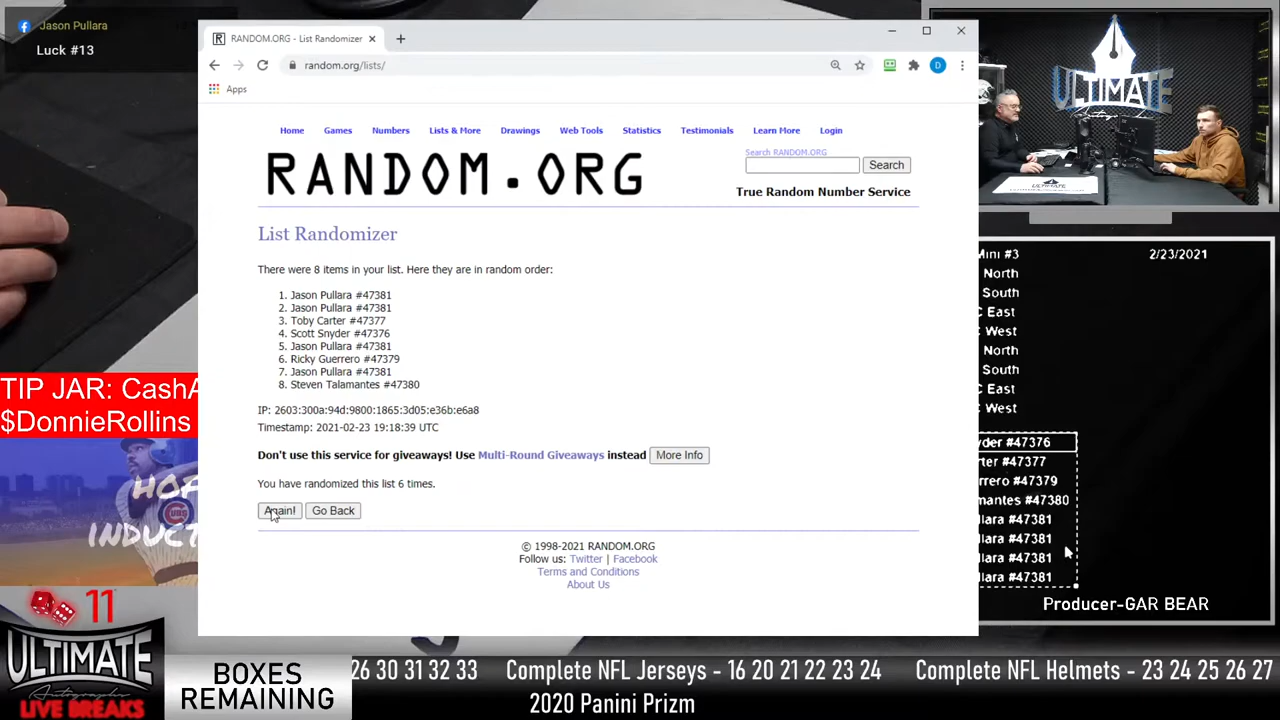 Jason Pullara
Luck #13
RANDOM.ORG - List Randomizer
random.org/lists/
D
Apps
Home Games Numbers Lists & More Drawings Web Tools Statistics Testimonials Learn More Login
RANDOM.ORG
Search RANDOM.ORG
Search
True Random Number Service
List Randomizer
There were 8 items in your list. Here they are in random order:
1. Jason Pullara #47381
2. Jason Pullara #47381
3. Toby Carter #47377
4. Scott Snyder #47376
5. Jason Pullara #47381
6. Ricky Guerrero #47379
7. Jason Pullara #47381
8. Steven Talamantes #47380
IP: 2603:300a:94d:9800:1865:3d05:e36b:e6a8
Timestamp: 2021-02-23 19:18:39 UTC
Don't use this service for giveaways! Use Multi-Round Giveaways instead More Info
You have randomized this list 6 times.
Again! Go Back
© 1998-2021 RANDOM.ORG
Follow us: Twitter | Facebook
Terms and Conditions
About Us
ULTIMATE
Mini #3 2/23/2021
North
South
C East
C West
North
South
C East
C West
yder #47376
rter #47377
rrero #47379
mantes #47380
llara #47381
llara #47381
llara #47381
llara #47381
Producer-GAR BEAR
TIP JAR: CashA
$DonnieRollins
HOF
INDUCT
11
ULTIMATE
Autographs
LIVE BREAKS
BOXES
REMAINING
26 30 31 32 33 Complete NFL Jerseys - 16 20 21 22 23 24 Complete NFL Helmets - 23 24 25 26 27
2020 Panini Prizm